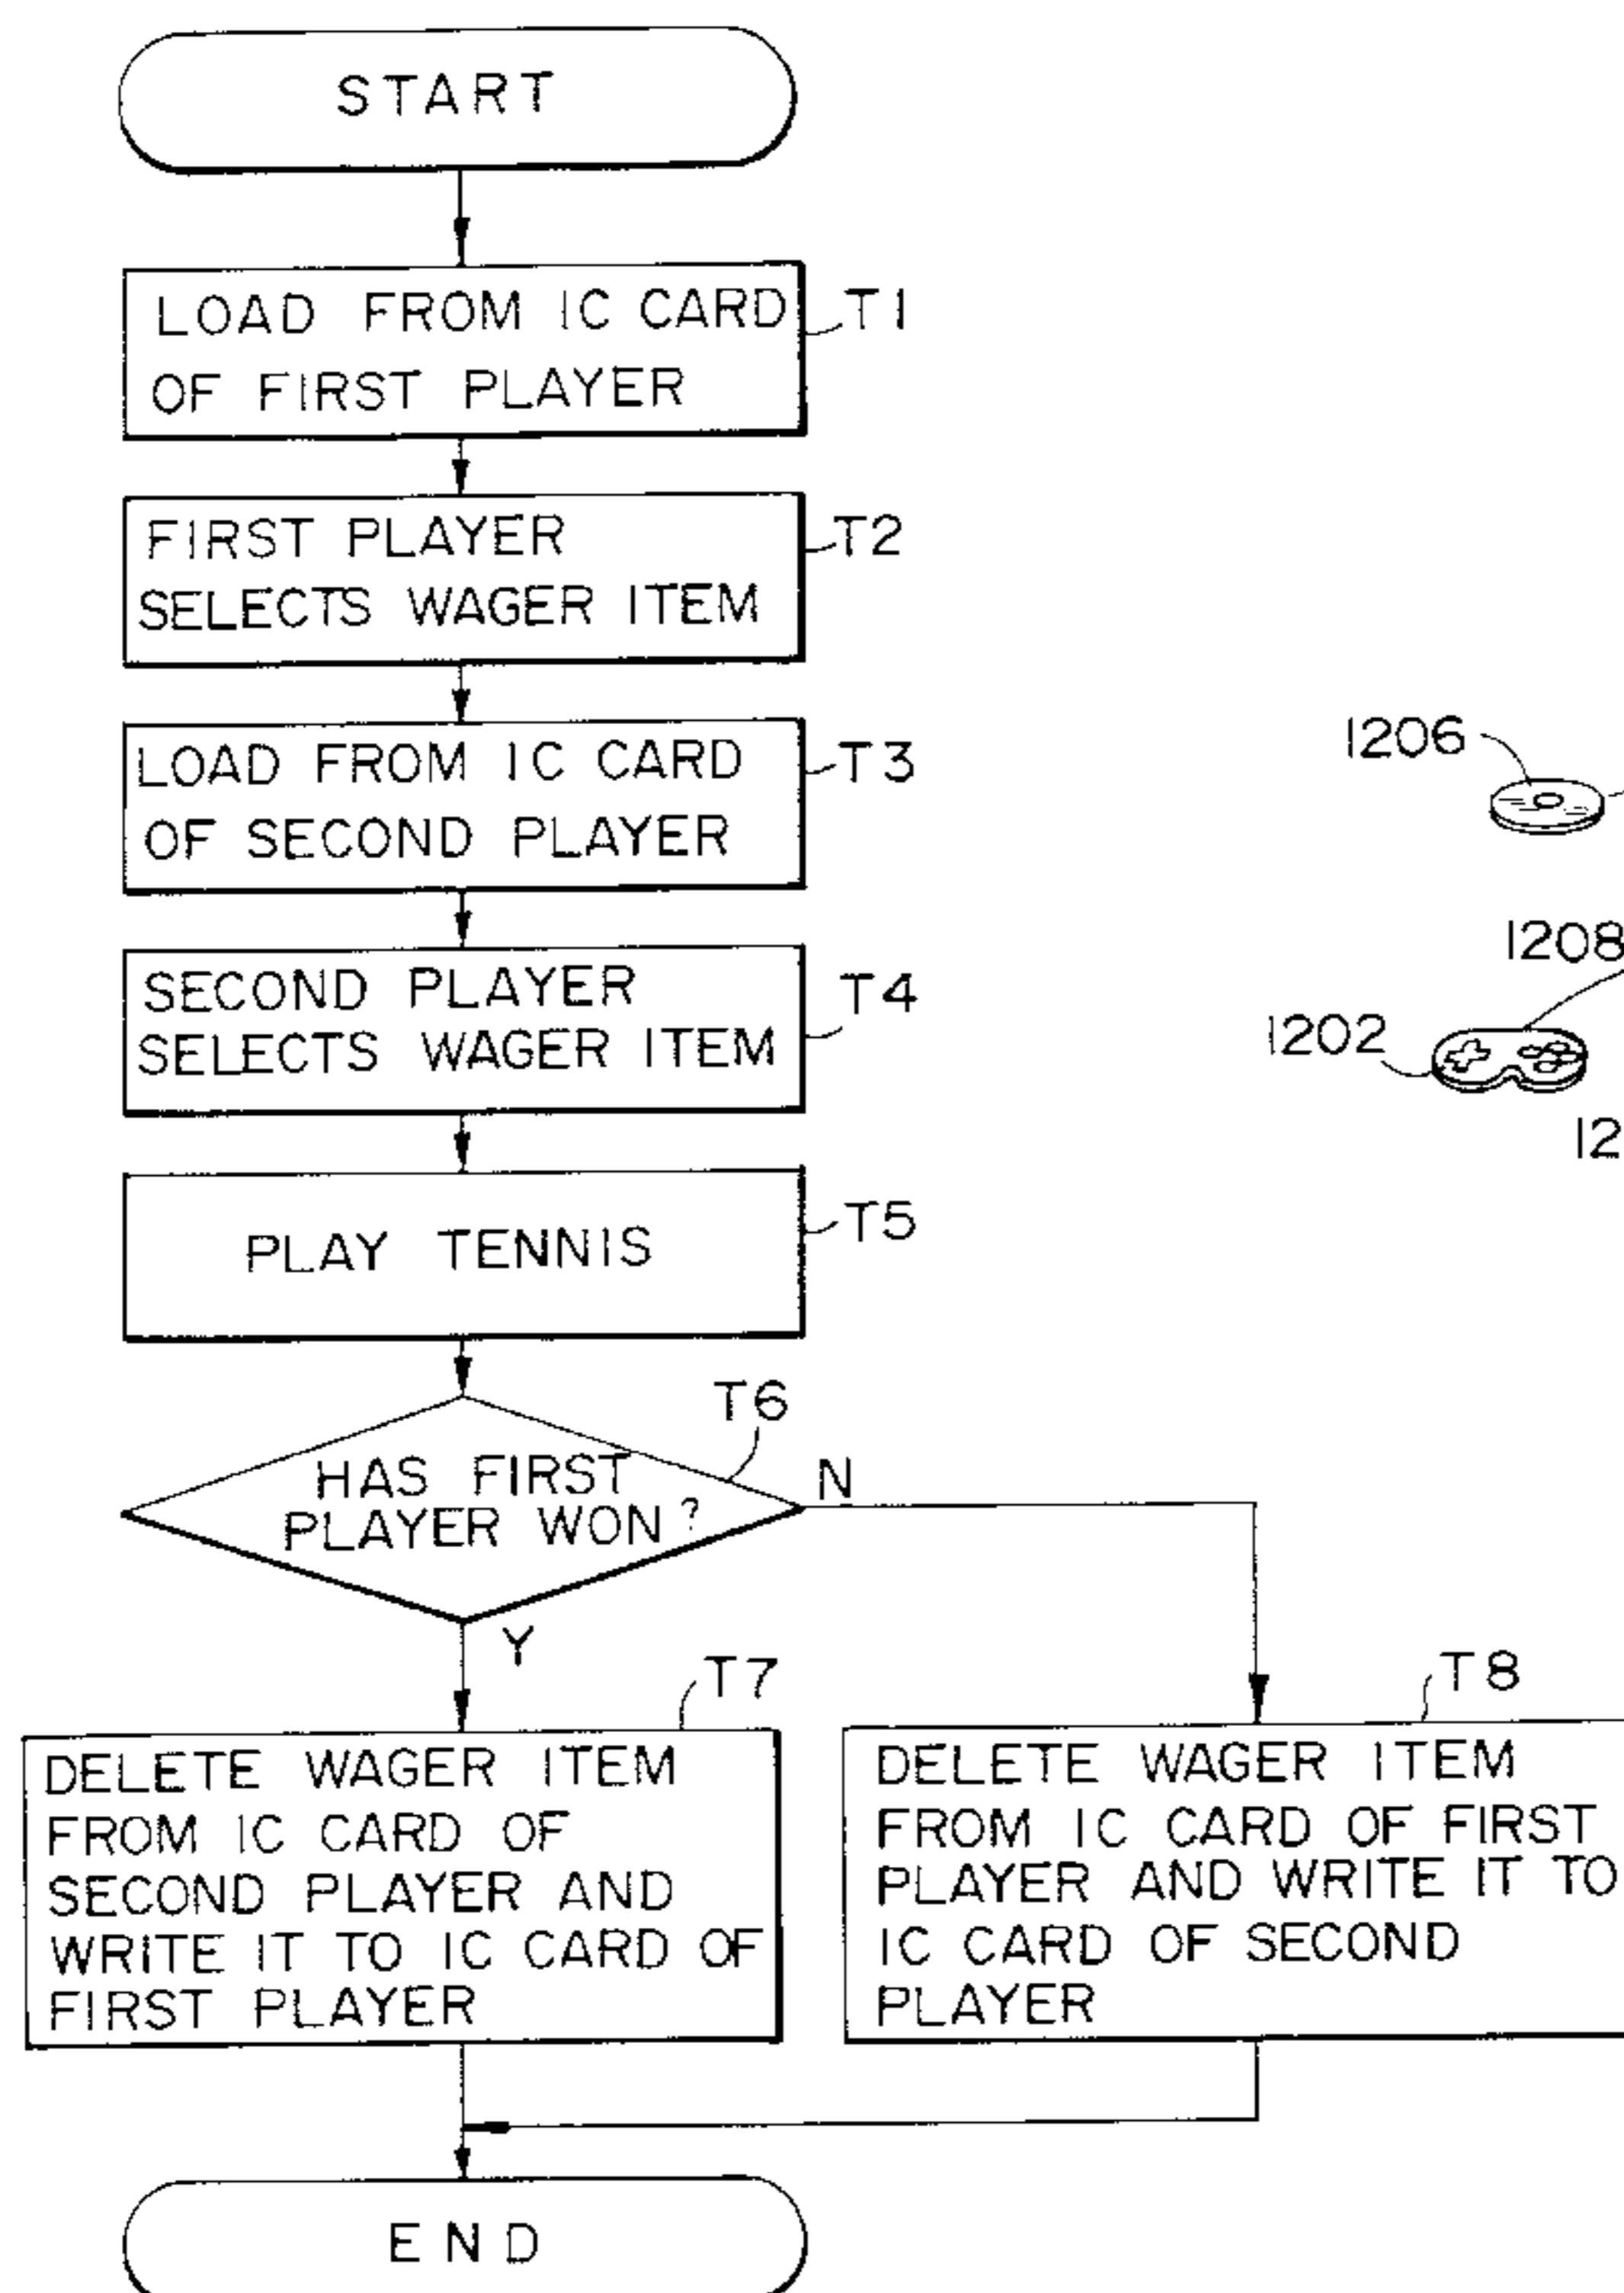 START
LOAD FROM IC CARD
OF FIRST PLAYER
T1
FIRST PLAYER
SELECTS WAGER ITEM
T2
LOAD FROM IC CARD
OF SECOND PLAYER
T3
1206
SECOND PLAYER
SELECTS WAGER ITEM
T4
1208
1202
12
PLAY TENNIS
T5
T6
HAS FIRST
PLAYER WON?
N
Y
T7
DELETE WAGER ITEM
FROM IC CARD OF
SECOND PLAYER AND
WRITE IT TO IC CARD OF
FIRST PLAYER
T8
DELETE WAGER ITEM
FROM IC CARD OF FIRST
PLAYER AND WRITE IT TO
IC CARD OF SECOND
PLAYER
END